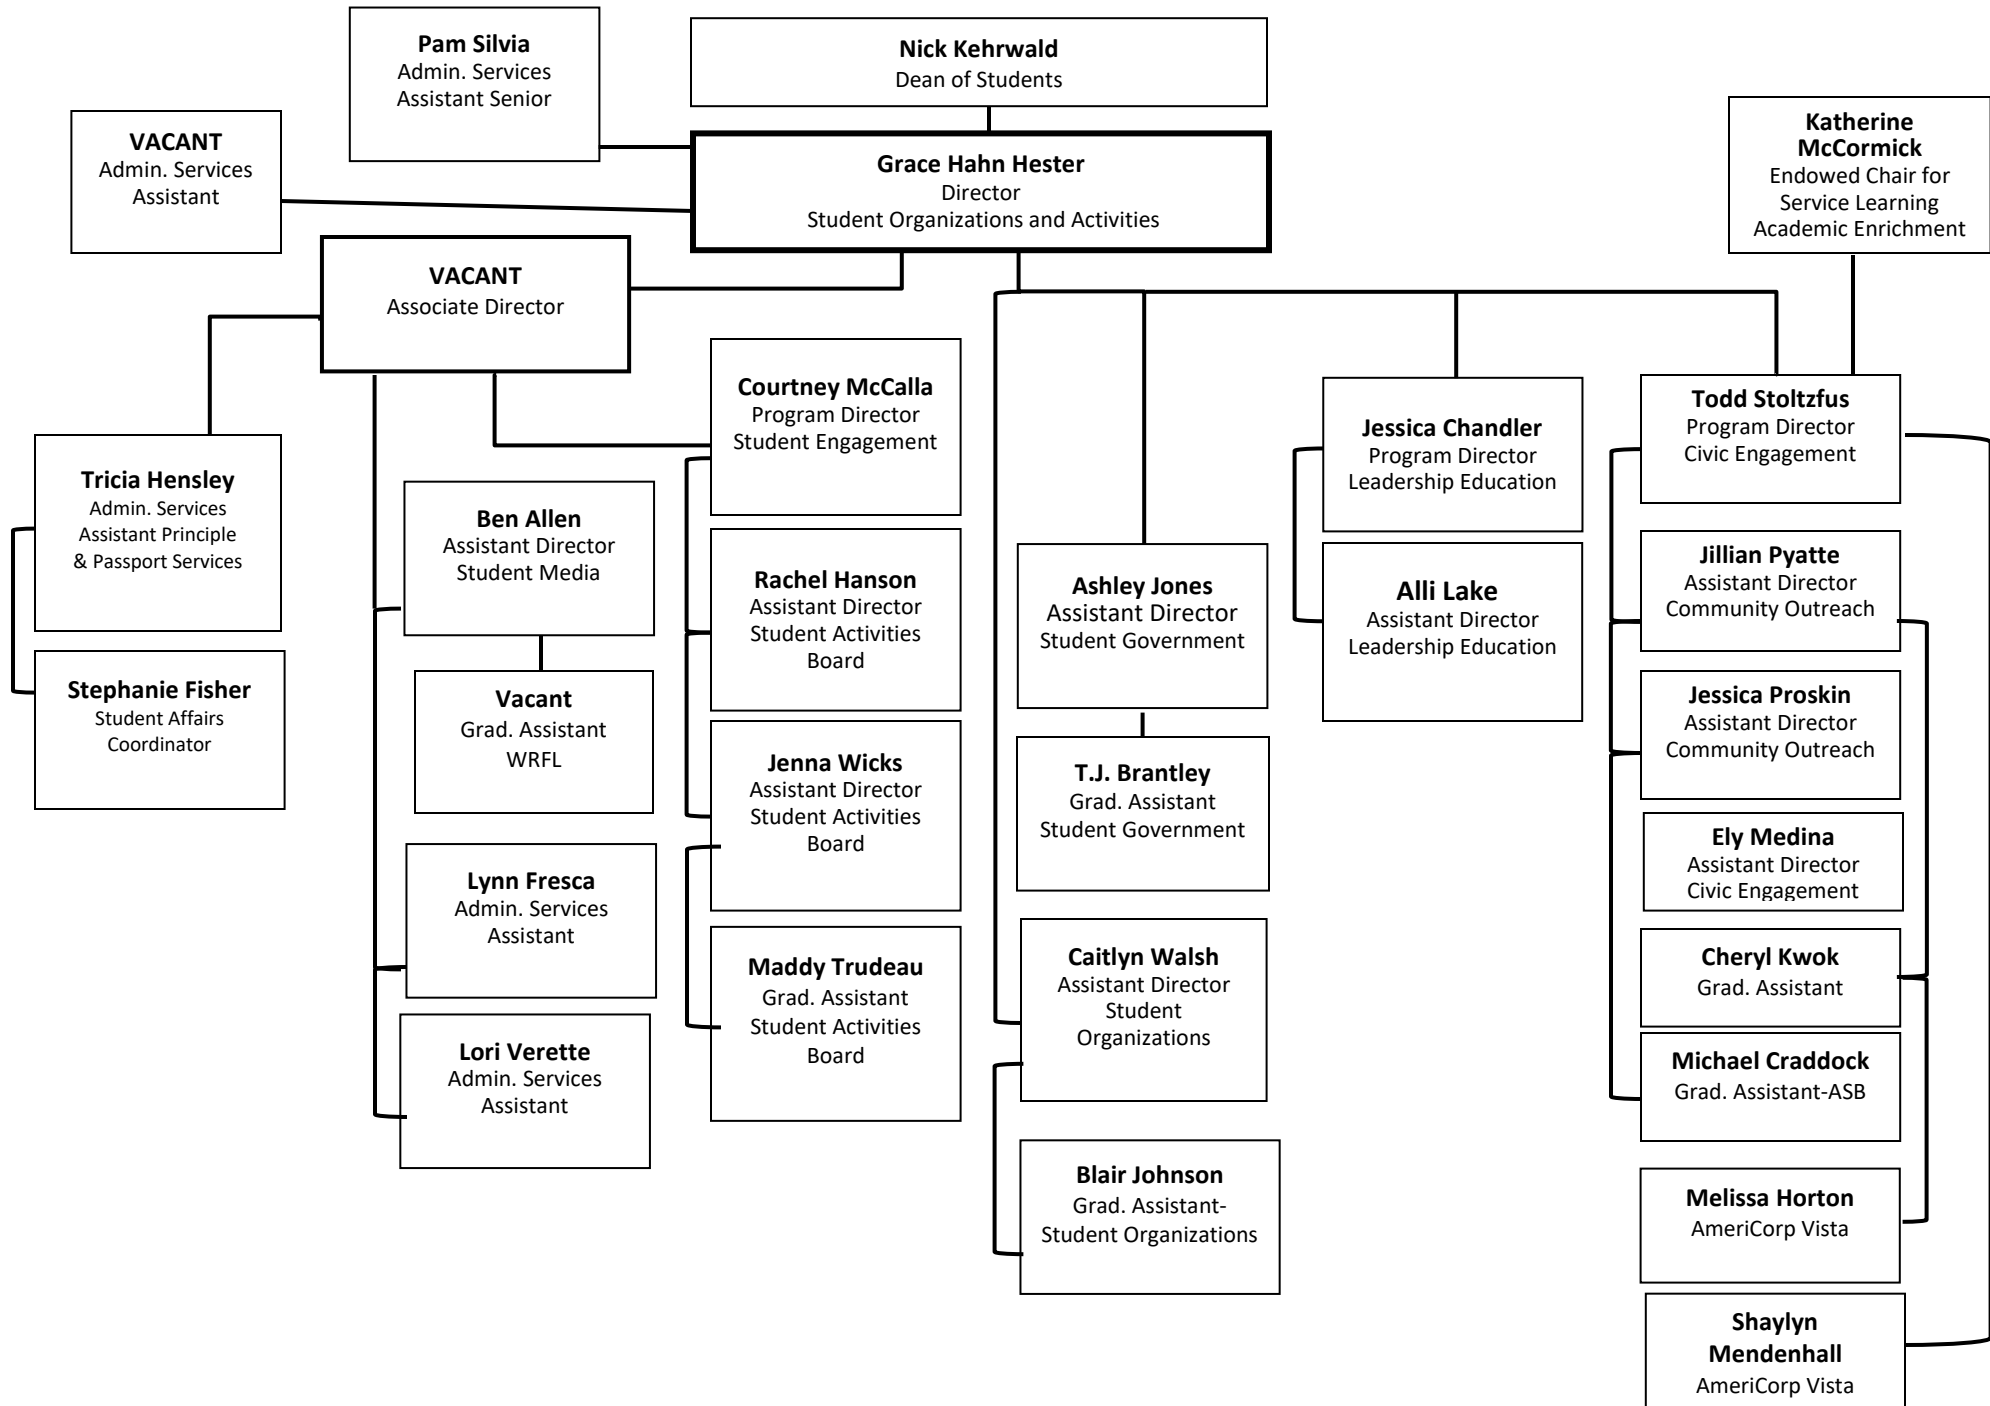 Pam Silvia
Admin. Services
Assistant Senior
Nick Kehrwald
Dean of Students
VACANT
Admin. Services
Assistant
Grace Hahn Hester
Director
Student Organizations and Activities
Katherine
McCormick
Endowed Chair for
Service Learning
Academic Enrichment
VACANT
Associate Director
Tricia Hensley
Admin. Services
Assistant Principle
& Passport Services
Stephanie Fisher
Student Affairs
Coordinator
Ben Allen
Assistant Director
Student Media
Vacant
Grad. Assistant
WRFL
Lynn Fresca
Admin. Services
Assistant
Lori Verette
Admin. Services
Assistant
Courtney McCalla
Program Director
Student Engagement
Rachel Hanson
Assistant Director
Student Activities
Board
Jenna Wicks
Assistant Director
Student Activities
Board
Maddy Trudeau
Grad. Assistant
Student Activities
Board
Ashley Jones
Assistant Director
Student Government
T.J. Brantley
Grad. Assistant
Student Government
Caitlyn Walsh
Assistant Director
Student
Organizations
Blair Johnson
Grad. Assistant-
Student Organizations
Jessica Chandler
Program Director
Leadership Education
Alli Lake
Assistant Director
Leadership Education
Todd Stoltzfus
Program Director
Civic Engagement
Jillian Pyatte
Assistant Director
Community Outreach
Jessica Proskin
Assistant Director
Community Outreach
Ely Medina
Assistant Director
Civic Engagement
Cheryl Kwok
Grad. Assistant
Michael Craddock
Grad. Assistant-ASB
Melissa Horton
AmeriCorp Vista
Shaylyn
Mendenhall
AmeriCorp Vista